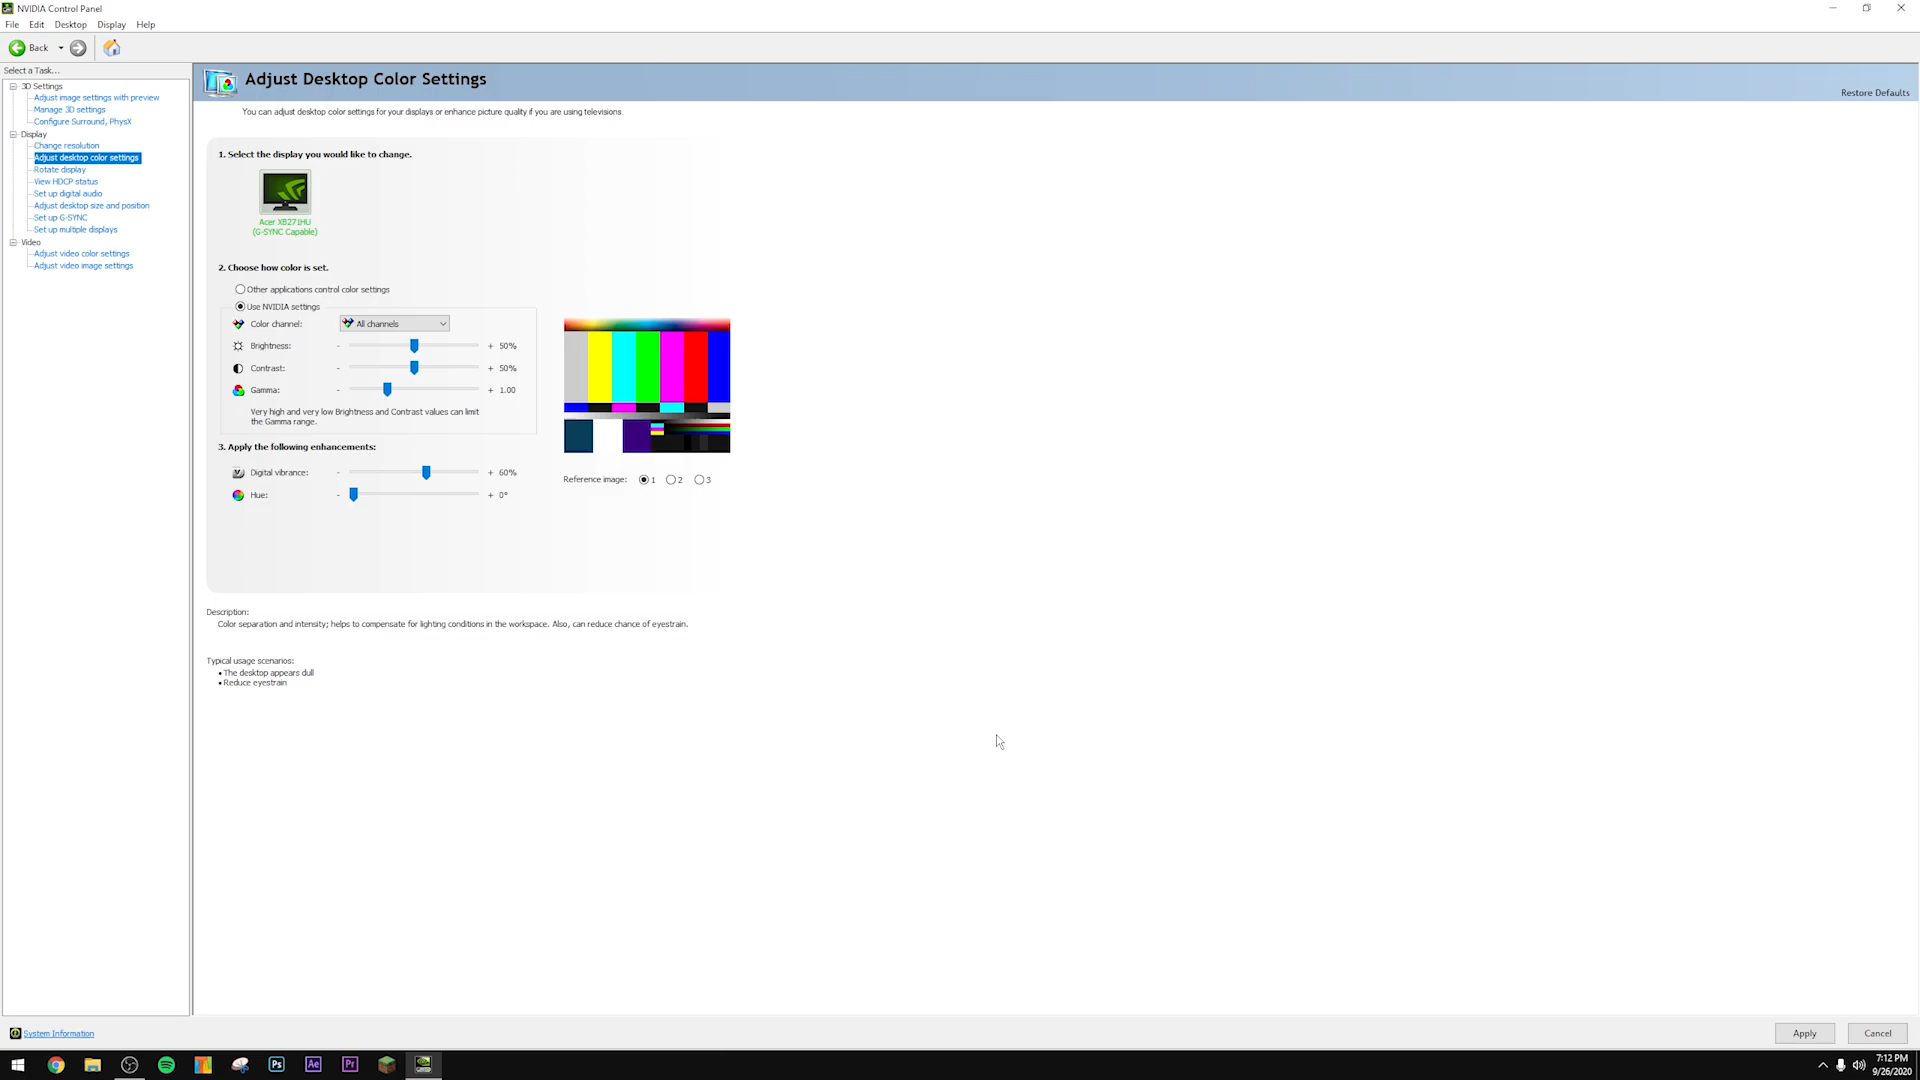 NVIDIA Control Panel
File Edit Desktop Display Help
Back
Select a Task...
3D Settings
Adjust image settings with preview
Manage 3D settings
Configure Surround, PhysX
Display
Change resolution
Adjust desktop color settings
Rotate display
View HDCP status
Set up digital audio
Adjust desktop size and position
Set up G-SYNC
Set up multiple displays
Video
Adjust video color settings
Adjust video image settings
System Information
Adjust Desktop Color Settings
Restore Defaults
You can adjust desktop color settings for your displays or enhance picture quality if you are using televisions.
1. Select the display you would like to change.
Acer XB271HU
(G-SYNC Capable)
2. Choose how color is set.
Other applications control color settings
Use NVIDIA settings
Color channel: All channels
Brightness: - + 50%
Contrast: - + 50%
Gamma: - + 1.00
Very high and very low Brightness and Contrast values can limit
the Gamma range.
3. Apply the following enhancements:
Digital vibrance: - + 60%
Hue: - + 0°
Reference image: 1 2 3
Description:
Color separation and intensity; helps to compensate for lighting conditions in the workspace. Also, can reduce chance of eyestrain.
Typical usage scenarios:
• The desktop appears dull
• Reduce eyestrain
Apply Cancel
Ps Ae Pr
7:12 PM
9/26/2020